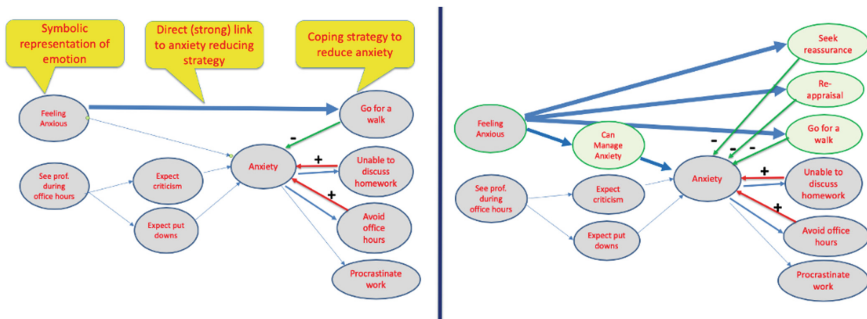 Symbolic
representation of
emotion
Direct (strong) link
to anxiety reducing
strategy
Coping strategy to
reduce anxiety
Feeling
Anxious
Go for a
walk
-
Anxiety
+
Unable to
discuss
homework
See prof.
during
office hours
Expect
criticism
+
Expect put
downs
Avoid
office
hours
Procrastinate
work
Seek
reassurance
Re-
appraisal
Feeling
Anxious
Go for a
walk
Can
Manage
Anxiety
-
-
-
Anxiety
+
Unable to
discuss
homework
See prof.
during
office hours
Expect
criticism
+
Expect put
downs
Avoid office
hours
Procrastinate
work